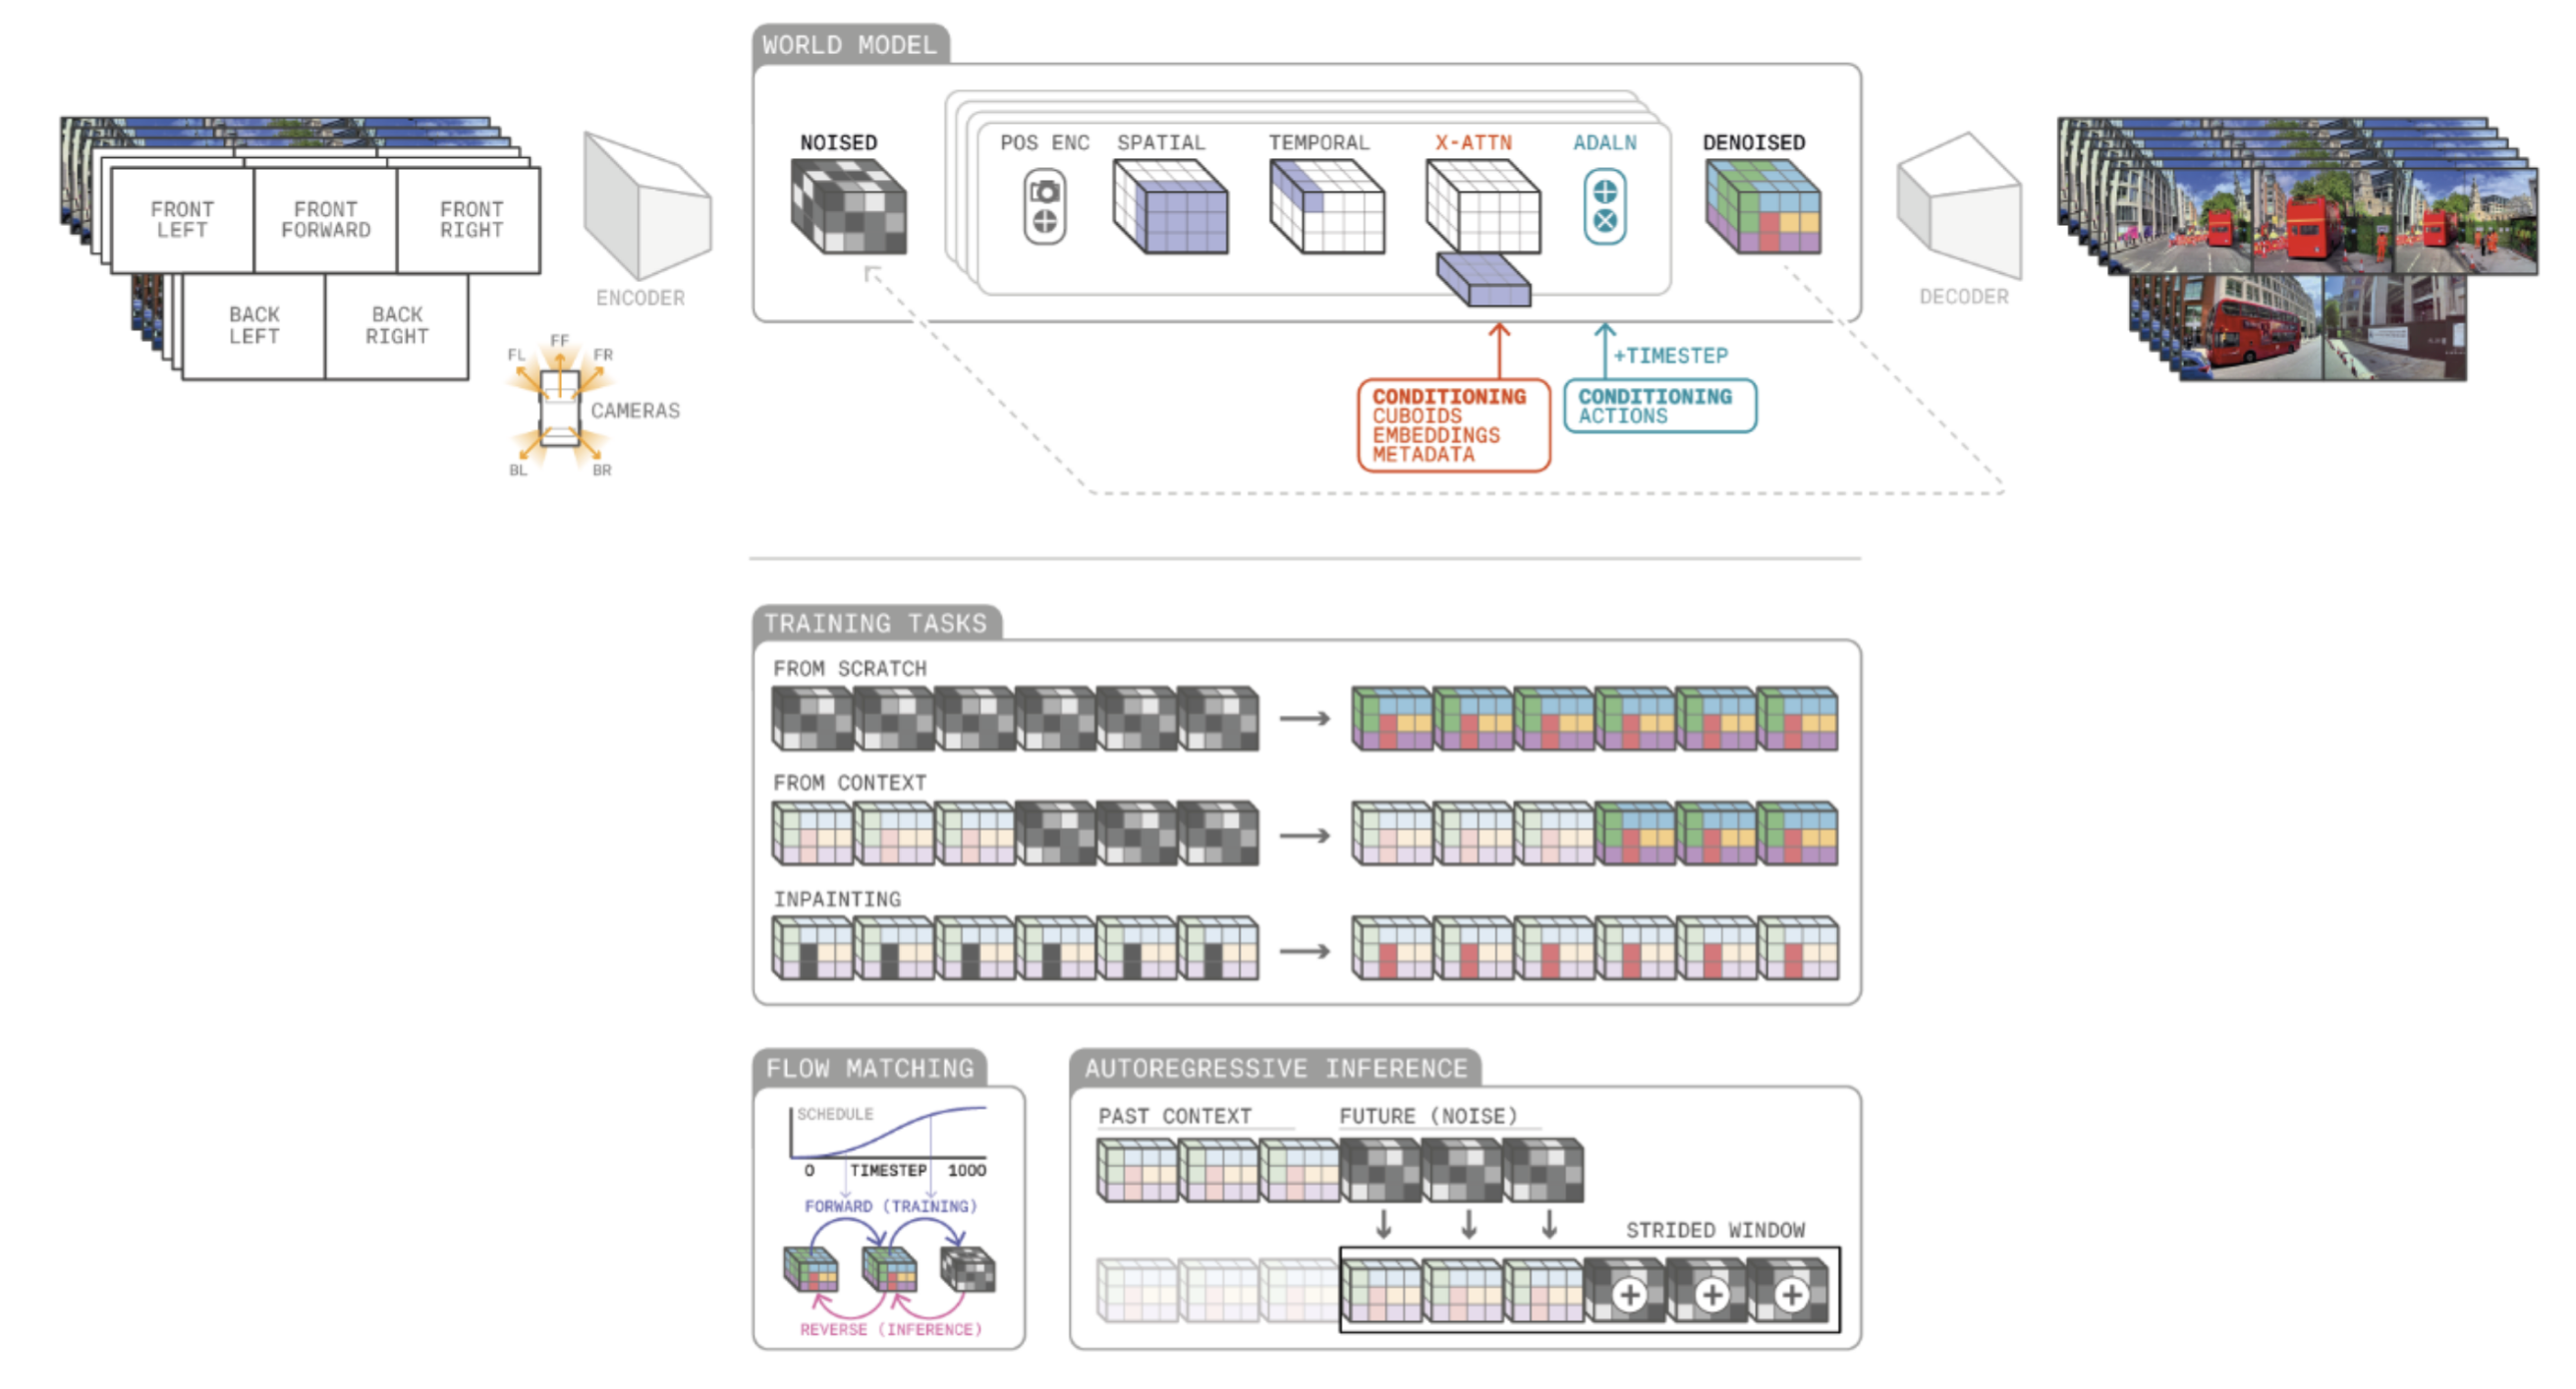 WORLD MODEL
NOISED
POS ENC
SPATIAL
TEMPORAL
X-ATTN
ADALN
DENOISED
FRONT
LEFT
FRONT
FORWARD
FRONT
RIGHT
BACK
LEFT
BACK
RIGHT
ENCODER
DECODER
FL
FF
FR
CAMERAS
BL
BR
+TIMESTEP
CONDITIONING
CUBOIDS
EMBEDDINGS
METADATA
CONDITIONING
ACTIONS
TRAINING TASKS
FROM SCRATCH
FROM CONTEXT
INPAINTING
FLOW MATCHING
SCHEDULE
0 TIMESTEP 1000
FORWARD (TRAINING)
REVERSE (INFERENCE)
AUTOREGRESSIVE INFERENCE
PAST CONTEXT
FUTURE (NOISE)
STRIDED WINDOW